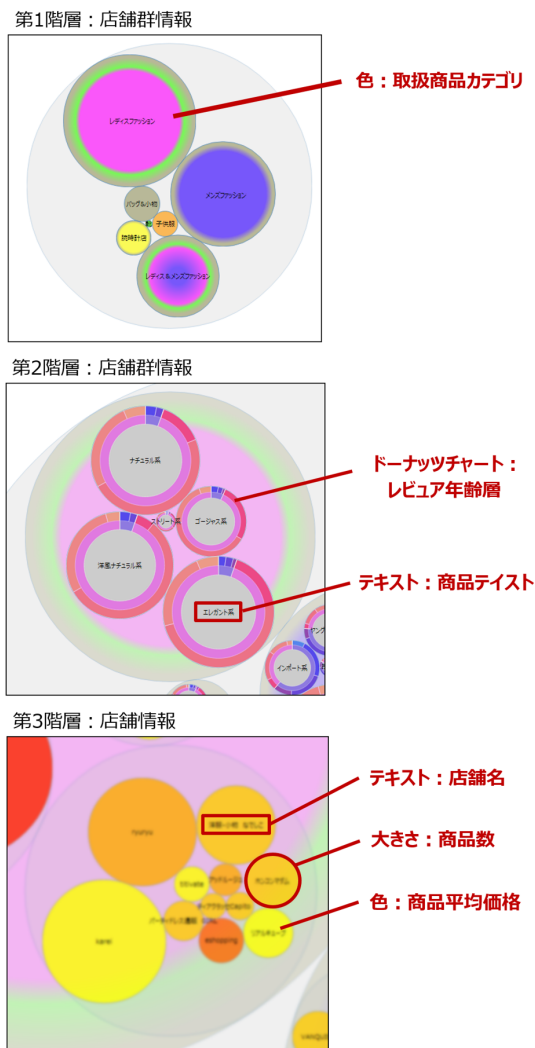 第1階層：店舗群情報
色：取扱商品カテゴリ
レディスファッション
メンズファッション
バッグ&小物
子供服
腕時計店
レディス&メンズファッション
第2階層：店舗群情報
ドーナッツチャート：
レビュア年齢層
ナチュラル系
ストリート系
ゴージャス系
洋風ナチュラル系
テキスト：商品テイスト
エレガント系
ヤング
インポート系
第3階層：店舗情報
テキスト：店舗名
大きさ：商品数
色：商品平均価格